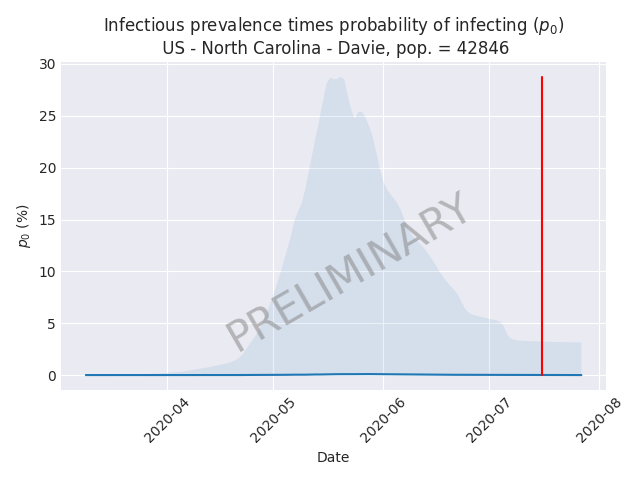 Infectious prevalence times probability of infecting (p₀)
US - North Carolina - Davie, pop. = 42846
30
25
20
15
10
5
0
p₀ (%)
PRELIMINARY
2020-04
2020-05
2020-06
2020-07
2020-08
Date